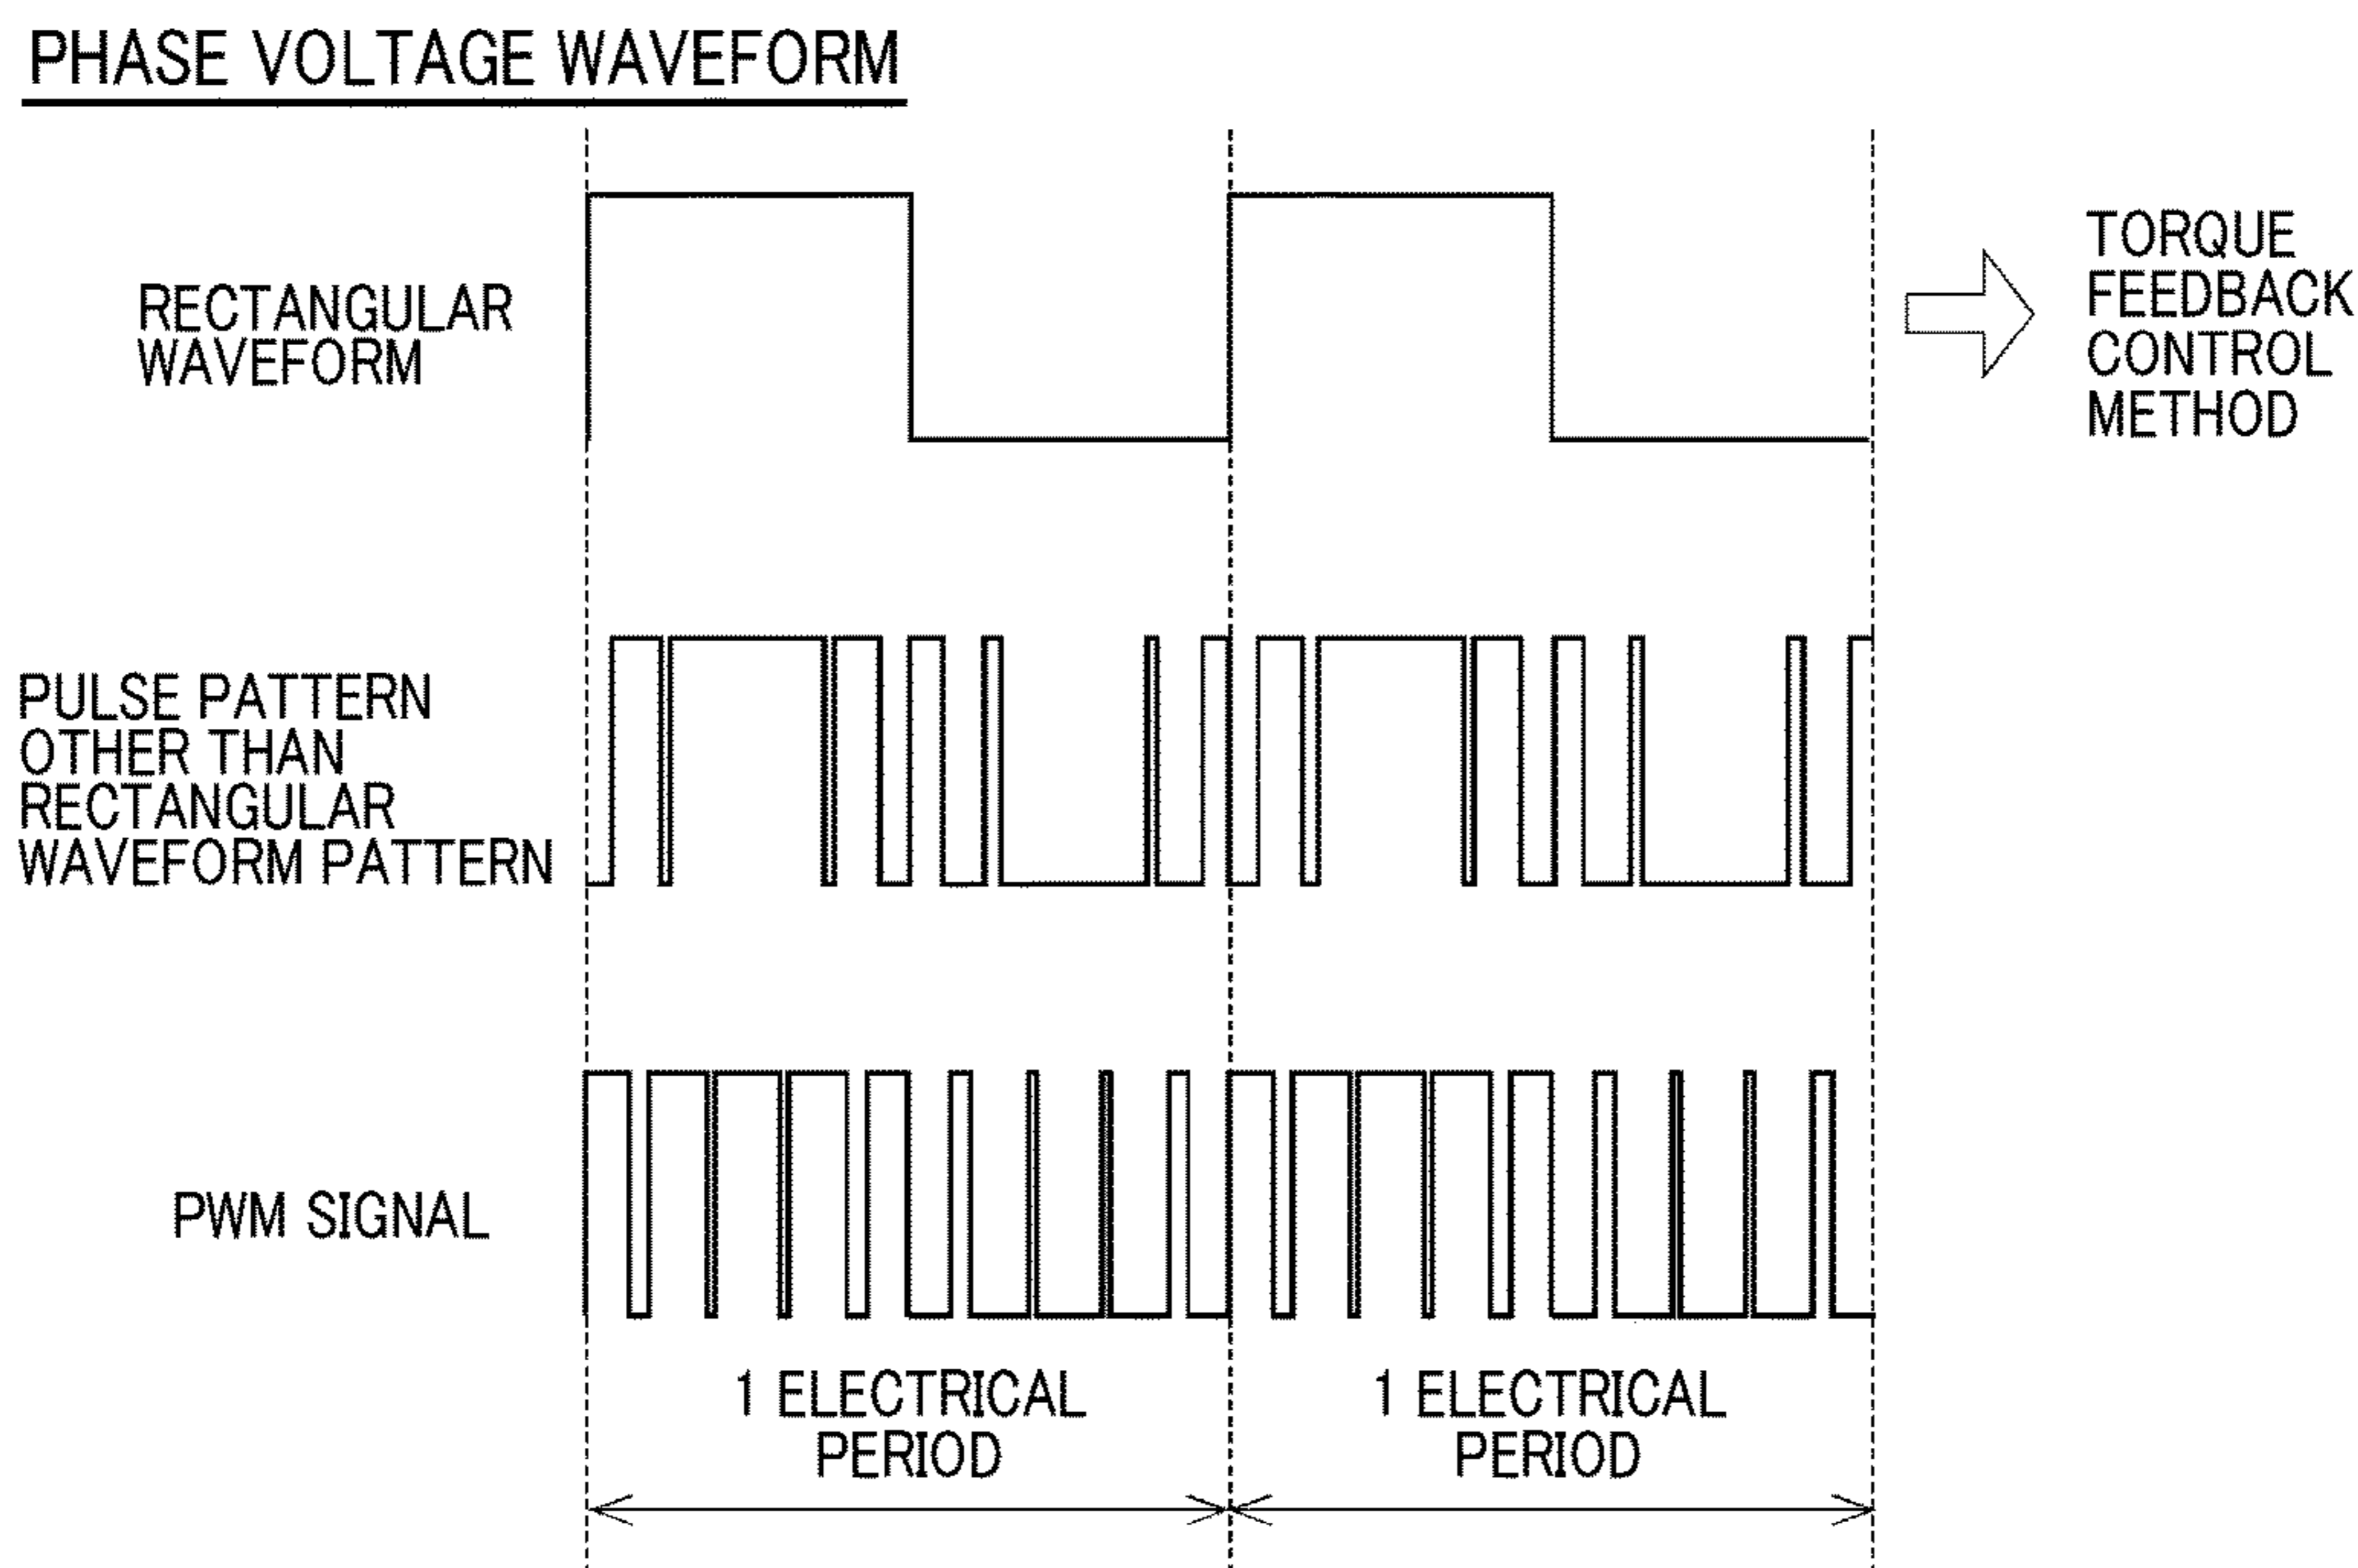 PHASE VOLTAGE WAVEFORM
RECTANGULAR
WAVEFORM
TORQUE
FEEDBACK
CONTROL
METHOD
PULSE PATTERN
OTHER THAN
RECTANGULAR
WAVEFORM PATTERN
PWM SIGNAL
1 ELECTRICAL
PERIOD
1 ELECTRICAL
PERIOD